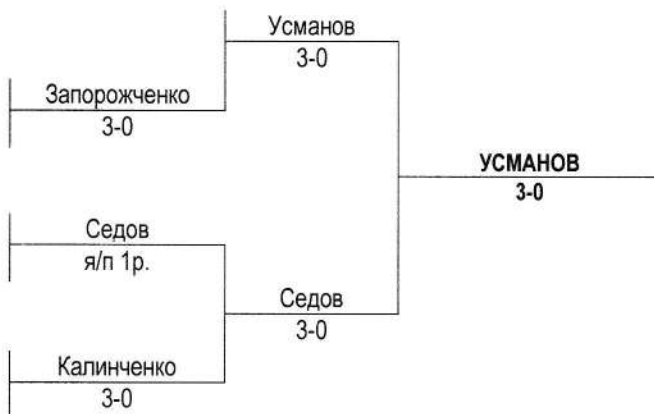 Усманов
3-0
Запорожченко
3-0
УСМАНОВ
3-0
Седов
я/п 1р.
Седов
3-0
Калинченко
3-0